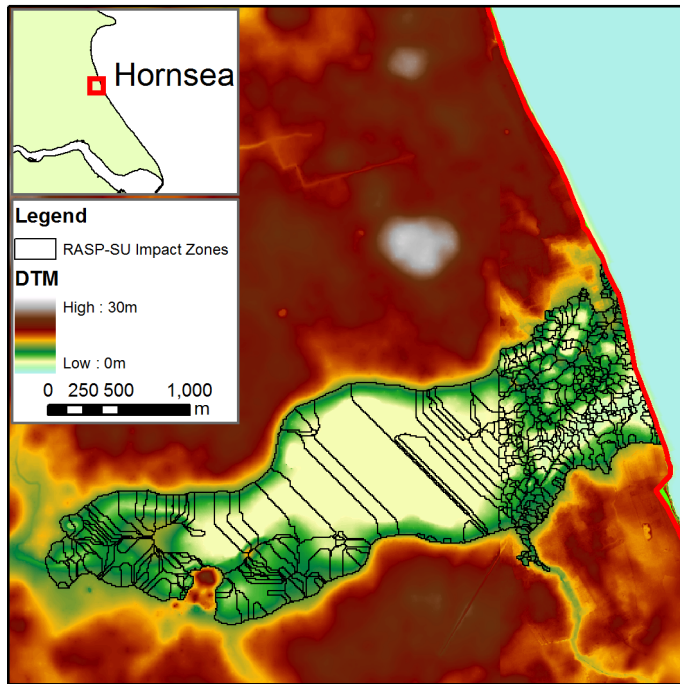 Hornsea
Legend
RASP-SU Impact Zones
DTM
High : 30m
Low : 0m
0 250 500 1,000
m